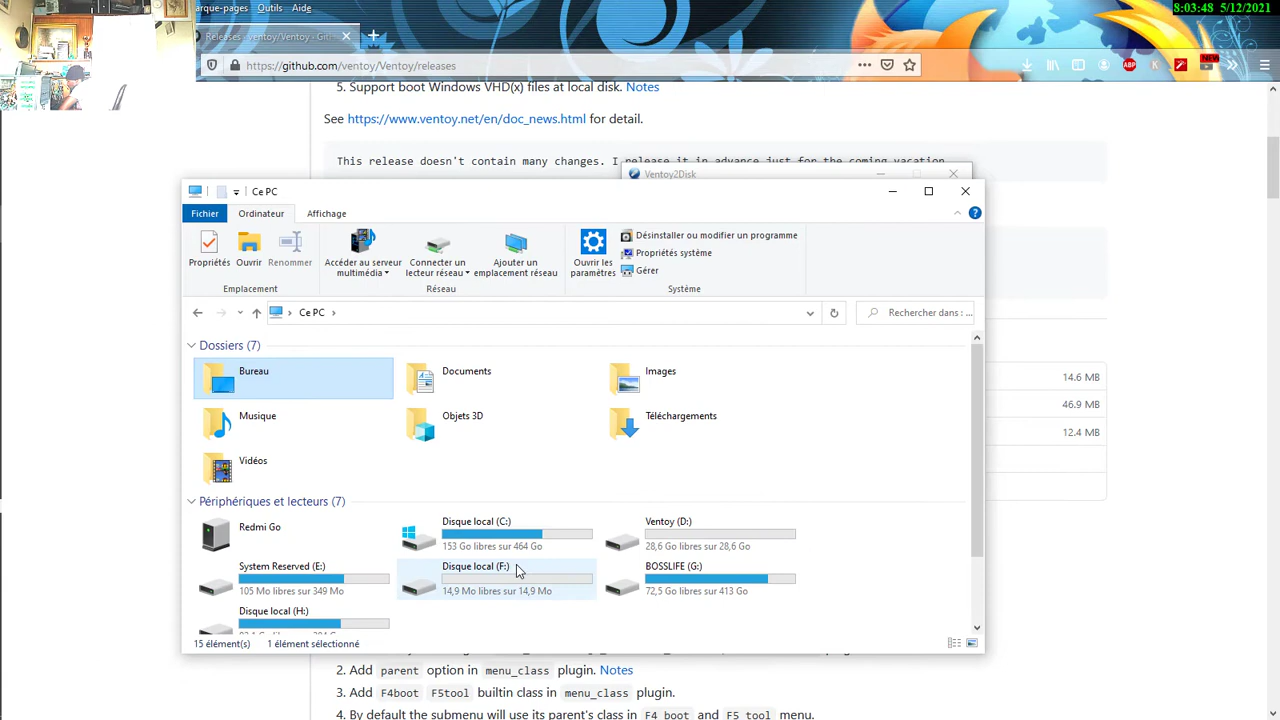 arque-pages Outils Aide
8:03:48 5/12/2021
Releases · ventoy/Ventoy · Git
https://github.com/ventoy/Ventoy/releases
ABP
K
NEW
5. Support boot Windows VHD(x) files at local disk. Notes
See https://www.ventoy.net/en/doc_news.html for detail.
This release doesn't contain many changes. I release it in advance just for the coming vacation
Ventoy2Disk
Ce PC
Fichier Ordinateur Affichage
Propriétés
Ouvrir
Renommer
Accéder au serveur multimédia
Connecter un lecteur réseau
Ajouter un emplacement réseau
Ouvrir les paramètres
Désinstaller ou modifier un programme
Propriétés système
Gérer
Emplacement Réseau Système
Ce PC
Rechercher dans : ...
Dossiers (7)
Bureau Documents Images
Musique Objets 3D Téléchargements
Vidéos
14.6 MB
46.9 MB
12.4 MB
Périphériques et lecteurs (7)
Redmi Go
Disque local (C:)
153 Go libres sur 464 Go
Ventoy (D:)
28,6 Go libres sur 28,6 Go
System Reserved (E:)
105 Mo libres sur 349 Mo
Disque local (F:)
14,9 Mo libres sur 14,9 Mo
BOSSLIFE (G:)
72,5 Go libres sur 413 Go
Disque local (H:)
15 élément(s) 1 élément sélectionné
2. Add parent option in menu_class plugin. Notes
3. Add F4boot F5tool builtin class in menu_class plugin.
4. By default the submenu will use its parent's class in F4 boot and F5 tool menu.